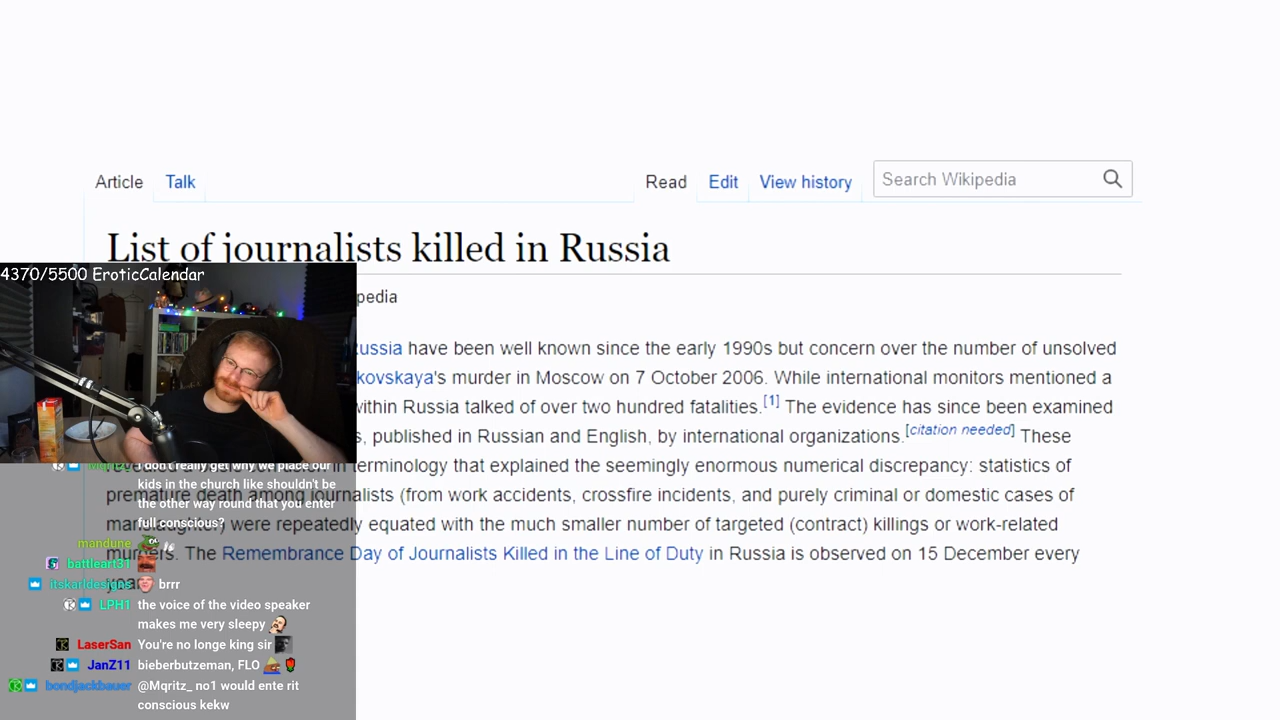 Article Talk Read Edit View history Search Wikipedia
List of journalists killed in Russia
4370/5500 EroticCalendar
pedia
ussia have been well known since the early 1990s but concern over the number of unsolved
kovskaya's murder in Moscow on 7 October 2006. While international monitors mentioned a
within Russia talked of over two hundred fatalities.[1] The evidence has since been examined
s, published in Russian and English, by international organizations.[citation needed] These
in terminology that explained the seemingly enormous numerical discrepancy: statistics of
premature death among journalists (from work accidents, crossfire incidents, and purely criminal or domestic cases of
manslaughter) were repeatedly equated with the much smaller number of targeted (contract) killings or work-related
murders. The Remembrance Day of Journalists Killed in the Line of Duty in Russia is observed on 15 December every
year.
I don't really get why we place our
kids in the church like shouldn't be
the other way round that you enter
full conscious?
mandune
battleart31
itskarldesigns brrr
LPH1 the voice of the video speaker
makes me very sleepy
LaserSan You're no longe king sir
JanZ11 bieberbutzeman, FLO
bondjackbauer @Mqritz_ no1 would ente rit
conscious kekw